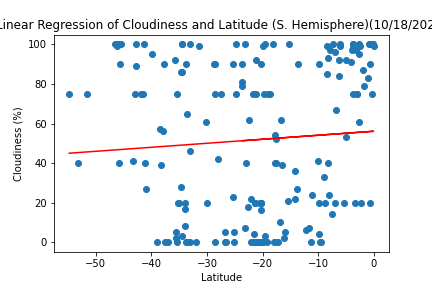 Linear Regression of Cloudiness and Latitude (S. Hemisphere)(10/18/202
100
80
60
40
20
0
Cloudiness (%)
−50 −40 −30 −20 −10 0
Latitude